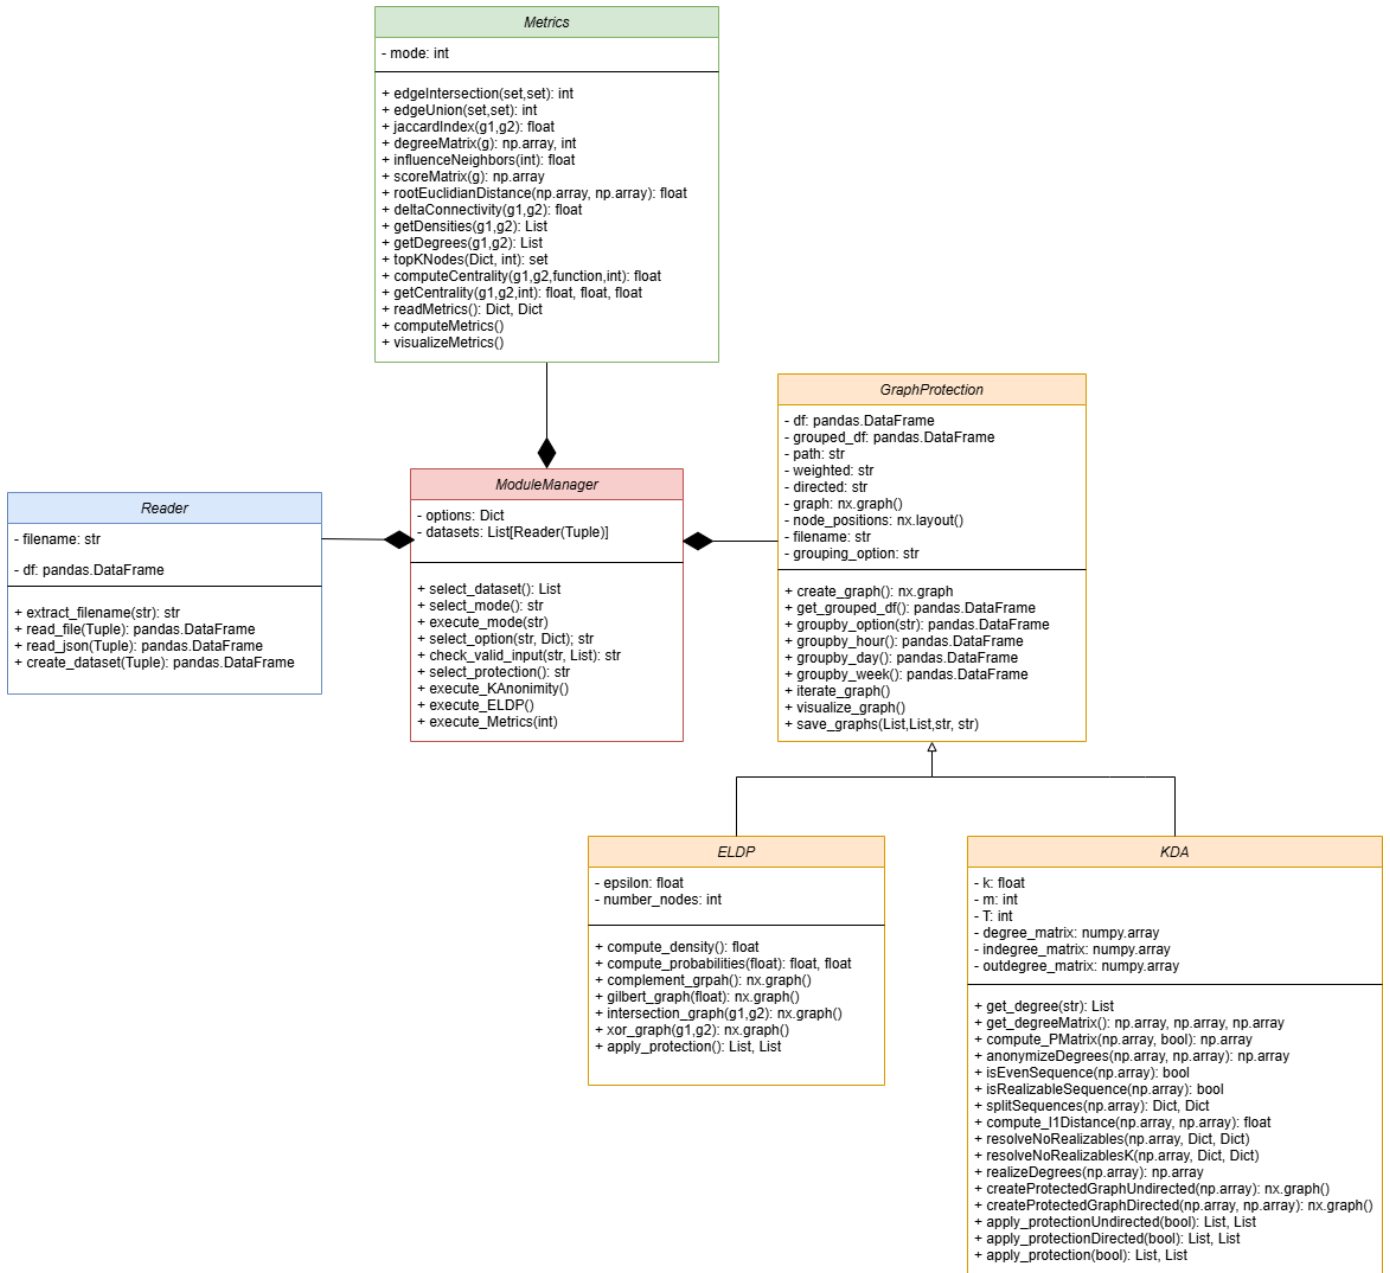 Metrics
- mode: int
+ edgeIntersection(set,set): int
+ edgeUnion(set,set): int
+ jaccardIndex(g1,g2): float
+ degreeMatrix(g): np.array, int
+ influenceNeighbors(int): float
+ scoreMatrix(g): np.array
+ rootEuclidianDistance(np.array, np.array): float
+ deltaConnectivity(g1,g2): float
+ getDensities(g1,g2): List
+ getDegrees(g1,g2): List
+ topKNodes(Dict, int): set
+ computeCentrality(g1,g2,function,int): float
+ getCentrality(g1,g2,int): float, float, float
+ readMetrics(): Dict, Dict
+ computeMetrics()
+ visualizeMetrics()
Reader
- filename: str
- df: pandas.DataFrame
+ extract_filename(str): str
+ read_file(Tuple): pandas.DataFrame
+ read_json(Tuple): pandas.DataFrame
+ create_dataset(Tuple): pandas.DataFrame
ModuleManager
- options: Dict
- datasets: List[Reader(Tuple)]
+ select_dataset(): List
+ select_mode(): str
+ execute_mode(str)
+ select_option(str, Dict); str
+ check_valid_input(str, List): str
+ select_protection(): str
+ execute_KAnonimity()
+ execute_ELDP()
+ execute_Metrics(int)
GraphProtection
- df: pandas.DataFrame
- grouped_df: pandas.DataFrame
- path: str
- weighted: str
- directed: str
- graph: nx.graph()
- node_positions: nx.layout()
- filename: str
- grouping_option: str
+ create_graph(): nx.graph
+ get_grouped_df(): pandas.DataFrame
+ groupby_option(str): pandas.DataFrame
+ groupby_hour(): pandas.DataFrame
+ groupby_day(): pandas.DataFrame
+ groupby_week(): pandas.DataFrame
+ iterate_graph()
+ visualize_graph()
+ save_graphs(List,List,str, str)
ELDP
- epsilon: float
- number_nodes: int
+ compute_density(): float
+ compute_probabilities(float): float, float
+ complement_grpah(): nx.graph()
+ gilbert_graph(float): nx.graph()
+ intersection_graph(g1,g2): nx.graph()
+ xor_graph(g1,g2): nx.graph()
+ apply_protection(): List, List
KDA
- k: float
- m: int
- T: int
- degree_matrix: numpy.array
- indegree_matrix: numpy.array
- outdegree_matrix: numpy.array
+ get_degree(str): List
+ get_degreeMatrix(): np.array, np.array, np.array
+ compute_PMatrix(np.array, bool): np.array
+ anonymizeDegrees(np.array, np.array): np.array
+ isEvenSequence(np.array): bool
+ isRealizableSequence(np.array): bool
+ splitSequences(np.array): Dict, Dict
+ compute_l1Distance(np.array, np.array): float
+ resolveNoRealizables(np.array, Dict, Dict)
+ resolveNoRealizablesK(np.array, Dict, Dict)
+ realizeDegrees(np.array): np.array
+ createProtectedGraphUndirected(np.array): nx.graph()
+ createProtectedGraphDirected(np.array, np.array): nx.graph()
+ apply_protectionUndirected(bool): List, List
+ apply_protectionDirected(bool): List, List
+ apply_protection(bool): List, List